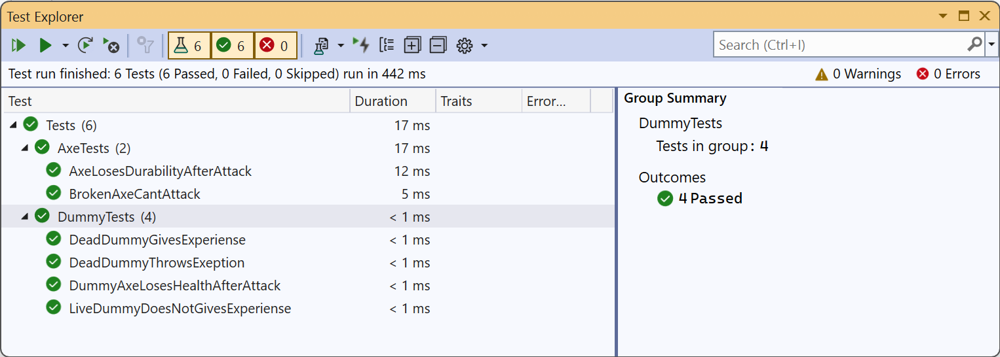 Test Explorer
6 6 0 Search (Ctrl+I)
Test run finished: 6 Tests (6 Passed, 0 Failed, 0 Skipped) run in 442 ms 0 Warnings 0 Errors
Test Duration Traits Error...
Tests (6) 17 ms
AxeTests (2) 17 ms
AxeLosesDurabilityAfterAttack 12 ms
BrokenAxeCantAttack 5 ms
DummyTests (4) < 1 ms
DeadDummyGivesExperiense < 1 ms
DeadDummyThrowsExeption < 1 ms
DummyAxeLosesHealthAfterAttack < 1 ms
LiveDummyDoesNotGivesExperiense < 1 ms
Group Summary
DummyTests
Tests in group: 4
Outcomes
4 Passed